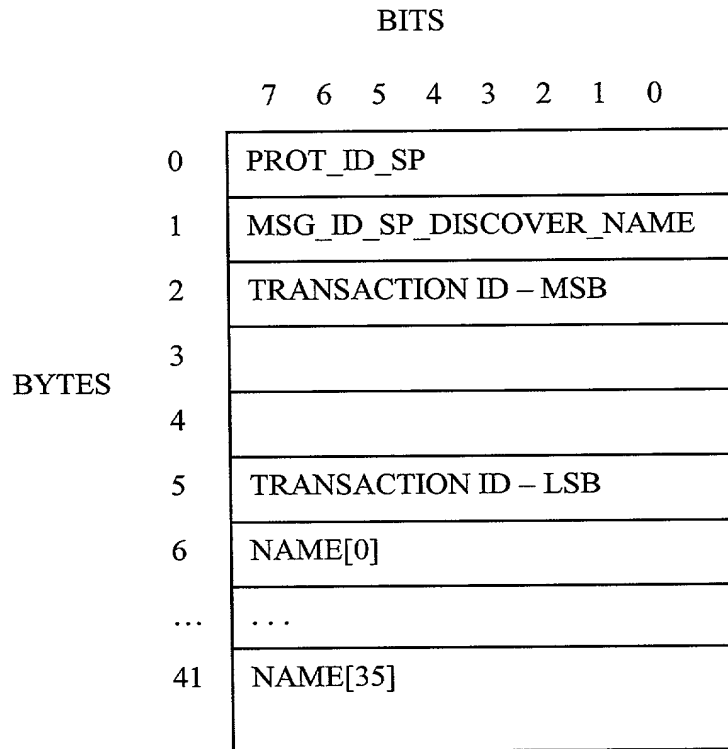 BITS
7 6 5 4 3 2 1 0
0 PROT_ID_SP
1 MSG_ID_SP_DISCOVER_NAME
2 TRANSACTION ID – MSB
3
BYTES
4
5 TRANSACTION ID – LSB
6 NAME[0]
... ...
41 NAME[35]